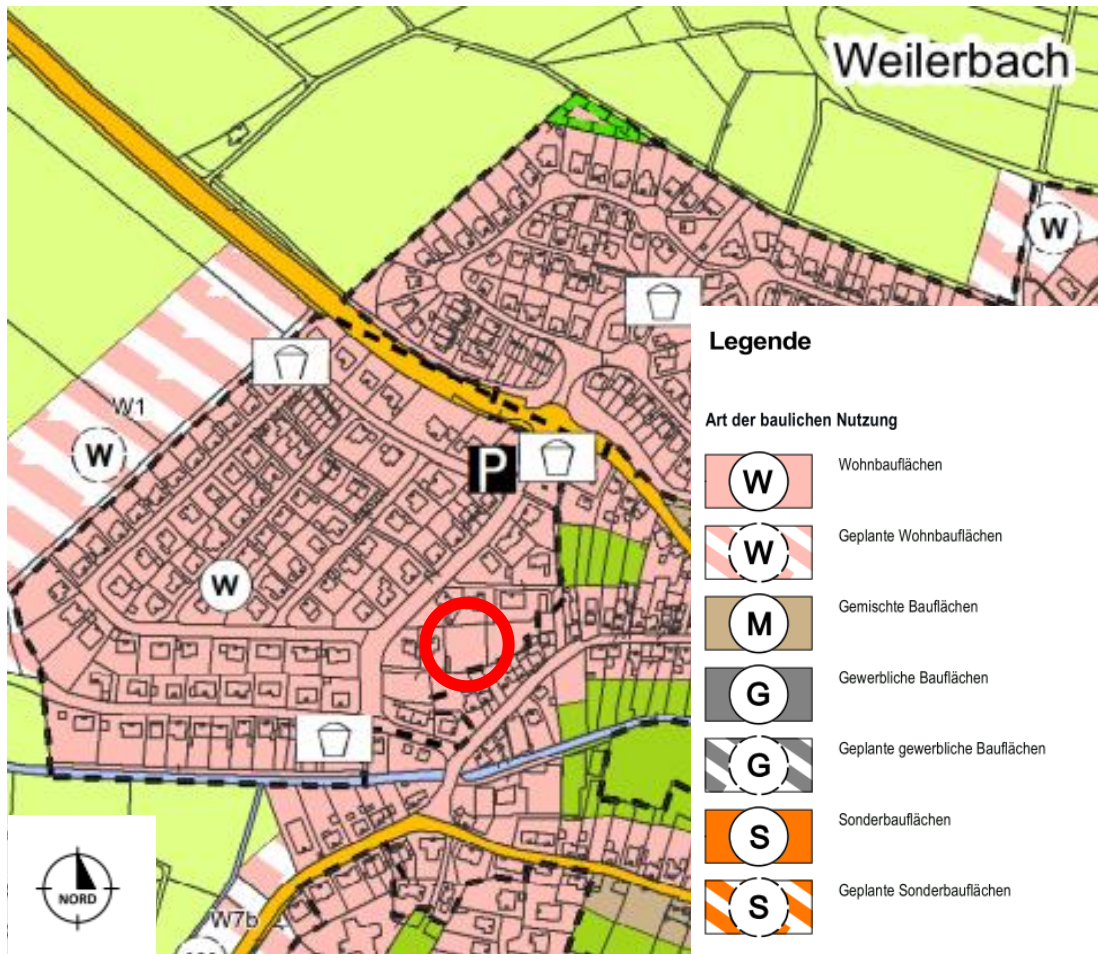 Weilerbach
W
W1
W
P
W
W7b
NORD
Legende
Art der baulichen Nutzung
W Wohnbauflächen
W Geplante Wohnbauflächen
M Gemischte Bauflächen
G Gewerbliche Bauflächen
G Geplante gewerbliche Bauflächen
S Sonderbauflächen
S Geplante Sonderbauflächen